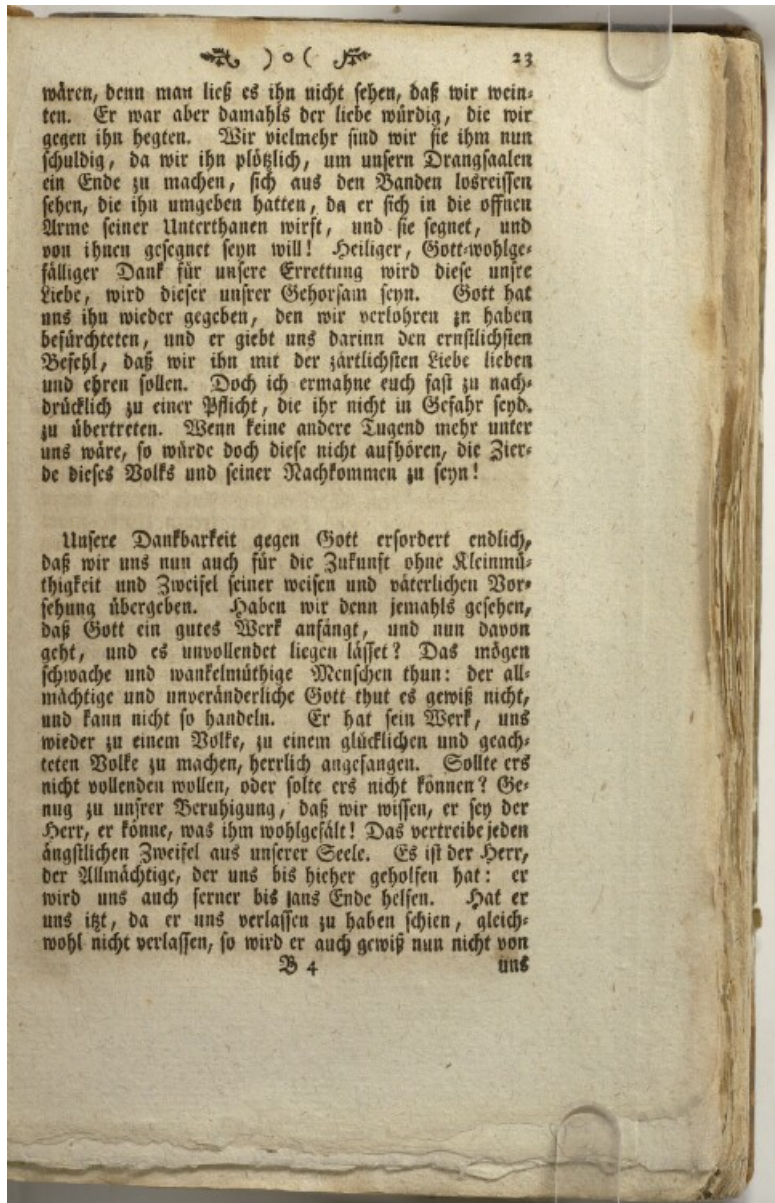 ) o ( 23
wären, denn man ließ es ihn nicht sehen, daß wir wein-
ten. Er war aber damahls der liebe würdig, die wir
gegen ihn hegten. Wir vielmehr sind wir sie ihm nun
schuldig, da wir ihn plötzlich, um unsern Drangsaalen
ein Ende zu machen, sich aus den Banden losreissen
sehen, die ihn umgeben hatten, da er sich in die offnen
Arme seiner Unterthanen wirft, und sie segnet, und
von ihnen gesegnet seyn will! Heiliger, Gott-wohlge-
fälliger Dank für unsere Errettung wird diese unsre
Liebe, wird dieser unsrer Gehorsam seyn. Gott hat
uns ihn wieder gegeben, den wir verlohren zn haben
befürchteten, und er giebt uns darinn den ernstlichsten
Befehl, daß wir ihn mit der zärtlichsten Liebe lieben
und ehren sollen. Doch ich ermahne euch fast zu nach-
drücklich zu einer Pflicht, die ihr nicht in Gefahr seyd.
zu übertreten. Wenn keine andere Tugend mehr unter
uns wäre, so würde doch diese nicht aufhören, die Zier-
de dieses Volks und seiner Nachkommen zu seyn!
Unsere Dankbarkeit gegen Gott erfordert endlich,
daß wir uns nun auch für die Zukunft ohne Kleinmü-
thigkeit und Zweifel seiner weisen und väterlichen Vor-
sehung übergeben. Haben wir denn jemahls gesehen,
daß Gott ein gutes Werk anfängt, und nun davon
geht, und es unvollendet liegen lässet? Das mögen
schwache und wankelmüthige Menschen thun: der all-
mächtige und unveränderliche Gott thut es gewiß nicht,
und kann nicht so handeln. Er hat sein Werk, uns
wieder zu einem Volke, zu einem glücklichen und geach-
teten Volke zu machen, herrlich angefangen. Sollte ers
nicht vollenden wollen, oder solte ers nicht können? Ge-
nug zu unsrer Beruhigung, daß wir wissen, er sey der
Herr, er könne, was ihm wohlgefält! Das vertreibe jeden
ängstlichen Zweifel aus unserer Seele. Es ist der Herr,
der Allmächtige, der uns bis hieher geholfen hat: er
wird uns auch ferner bis jans Ende helfen. Hat er
uns itzt, da er uns verlassen zu haben schien, gleich-
wohl nicht verlassen, so wird er auch gewiß nun nicht von
B 4 uns